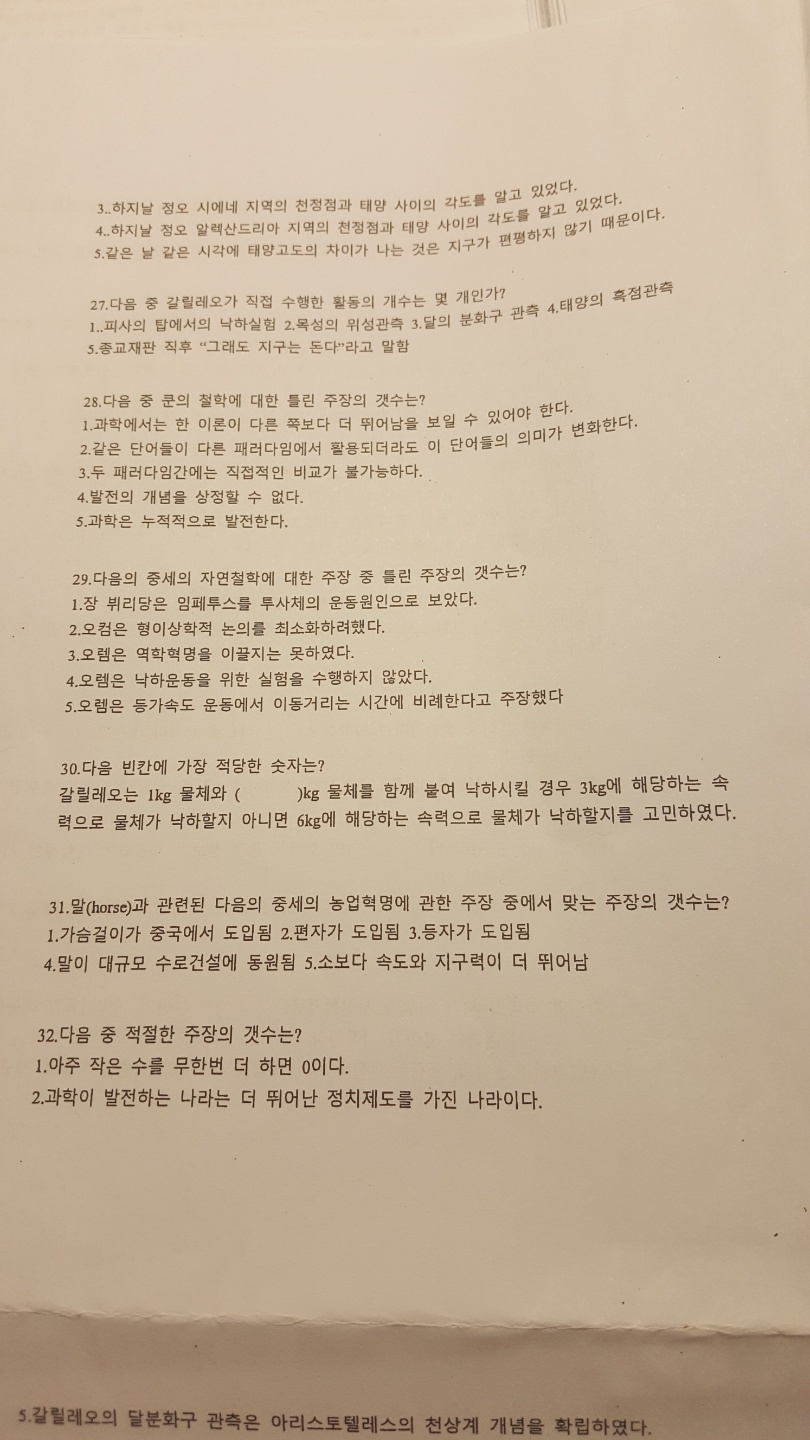 3..하지날 정오 시에네 지역의 천정점과 태양 사이의 각도를 알고 있었다.
4..하지날 정오 알렉산드리아 지역의 천정점과 태양 사이의 각도를 알고 있었다.
5.같은 날 같은 시각에 태양고도의 차이가 나는 것은 지구가 편평하지 않기 때문이다.
27.다음 중 갈릴레오가 직접 수행한 활동의 개수는 몇 개인가?
1..피사의 탑에서의 낙하실험 2.목성의 위성관측 3.달의 분화구 관측 4.태양의 흑점관측
5.종교재판 직후 “그래도 지구는 돈다”라고 말함
28.다음 중 쿤의 철학에 대한 틀린 주장의 갯수는?
1.과학에서는 한 이론이 다른 쪽보다 더 뛰어남을 보일 수 있어야 한다.
2.같은 단어들이 다른 패러다임에서 활용되더라도 이 단어들의 의미가 변화한다.
3.두 패러다임간에는 직접적인 비교가 불가능하다.
4.발전의 개념을 상정할 수 없다.
5.과학은 누적적으로 발전한다.
29.다음의 중세의 자연철학에 대한 주장 중 틀린 주장의 갯수는?
1.장 뷔리당은 임페투스를 투사체의 운동원인으로 보았다.
2.오컴은 형이상학적 논의를 최소화하려했다.
3.오렘은 역학혁명을 이끌지는 못하였다.
4.오렘은 낙하운동을 위한 실험을 수행하지 않았다.
5.오렘은 등가속도 운동에서 이동거리는 시간에 비례한다고 주장했다
30.다음 빈칸에 가장 적당한 숫자는?
갈릴레오는 1kg 물체와 ( )kg 물체를 함께 붙여 낙하시킬 경우 3kg에 해당하는 속
력으로 물체가 낙하할지 아니면 6kg에 해당하는 속력으로 물체가 낙하할지를 고민하였다.
31.말(horse)과 관련된 다음의 중세의 농업혁명에 관한 주장 중에서 맞는 주장의 갯수는?
1.가슴걸이가 중국에서 도입됨 2.편자가 도입됨 3.등자가 도입됨
4.말이 대규모 수로건설에 동원됨 5.소보다 속도와 지구력이 더 뛰어남
32.다음 중 적절한 주장의 갯수는?
1.아주 작은 수를 무한번 더 하면 0이다.
2.과학이 발전하는 나라는 더 뛰어난 정치제도를 가진 나라이다.
5.갈릴레오의 달분화구 관측은 아리스토텔레스의 천상계 개념을 확립하였다.